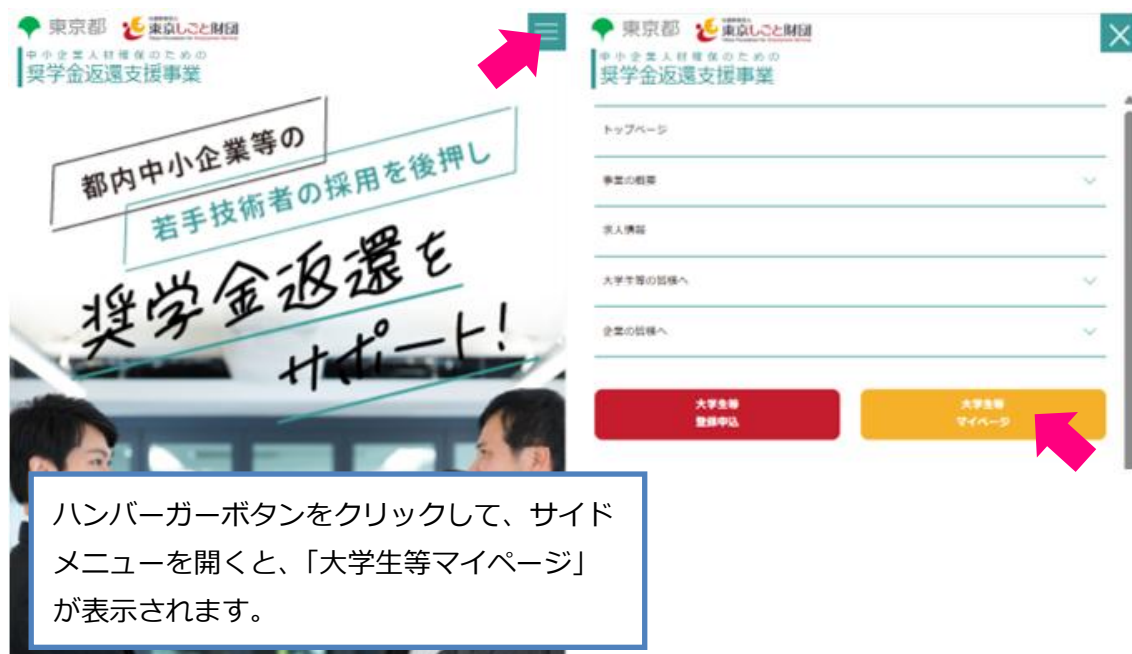 東京都
東京しごと財団
中小企業人材確保のための
奨学金返還支援事業
都内中小企業等の
若手技術者の採用を後押し
奨学金返還を
サポート!
ハンバーガーボタンをクリックして、サイド
メニューを開くと、「大学生等マイページ」
が表示されます。
東京都
東京しごと財団
中小企業人材確保のための
奨学金返還支援事業
トップページ
事業の概要
求人情報
大学生等の皆様へ
企業の皆様へ
大学生等
登録申込
大学生等
マイページ